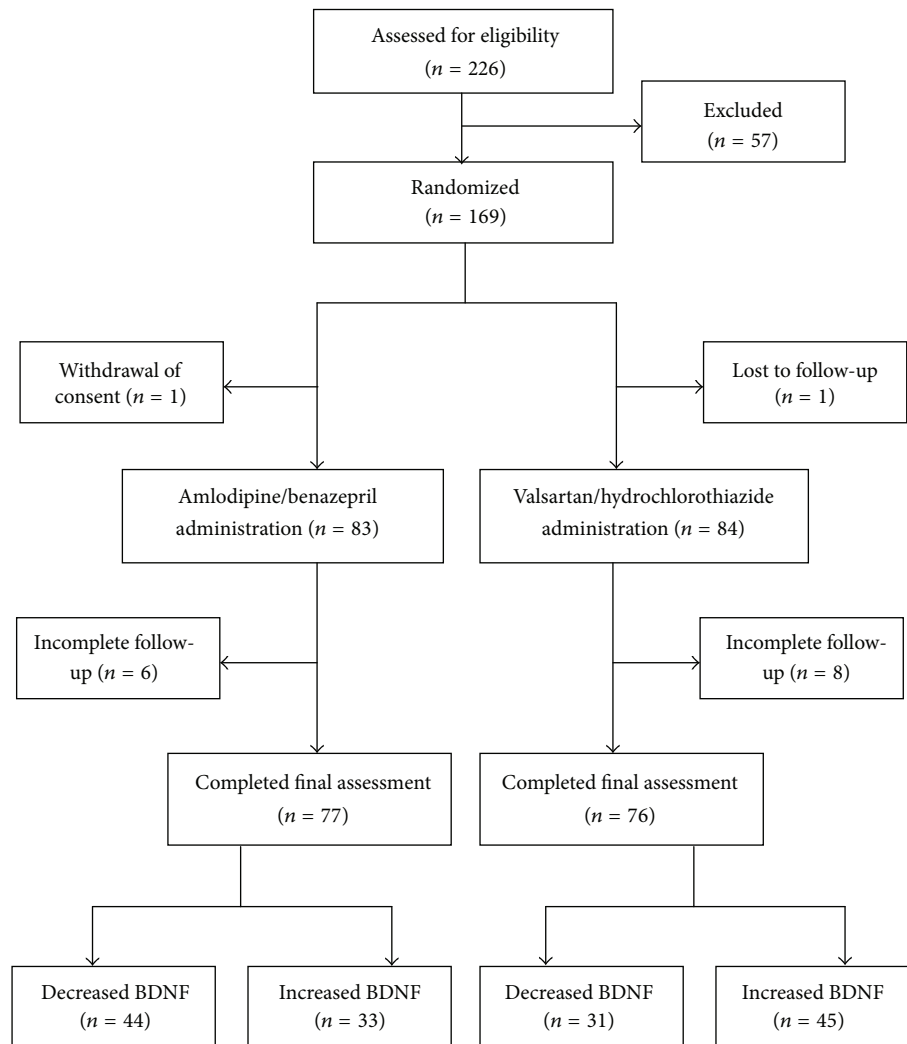 Assessed for eligibility
(n = 226)
Excluded
(n = 57)
Randomized
(n = 169)
Withdrawal of
consent (n = 1)
Lost to follow-up
(n = 1)
Amlodipine/benazepril
administration (n = 83)
Valsartan/hydrochlorothiazide
administration (n = 84)
Incomplete follow-
up (n = 6)
Incomplete follow-
up (n = 8)
Completed final assessment
(n = 77)
Completed final assessment
(n = 76)
Decreased BDNF
(n = 44)
Increased BDNF
(n = 33)
Decreased BDNF
(n = 31)
Increased BDNF
(n = 45)